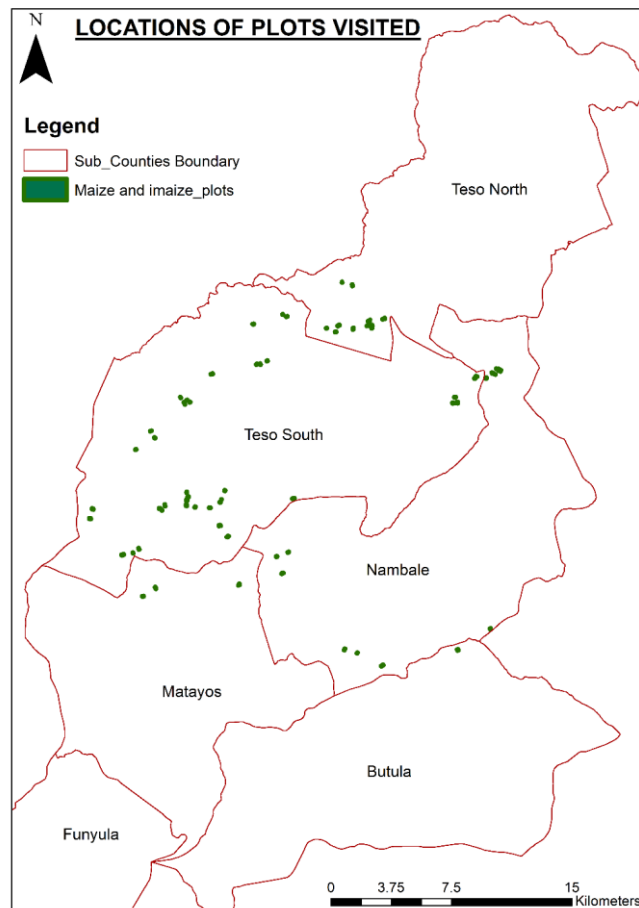 N
LOCATIONS OF PLOTS VISITED
Legend
Sub_Counties Boundary
Maize and imaize_plots
Teso North
Teso South
Nambale
Matayos
Butula
Funyula
0 3.75 7.5 15
Kilometers